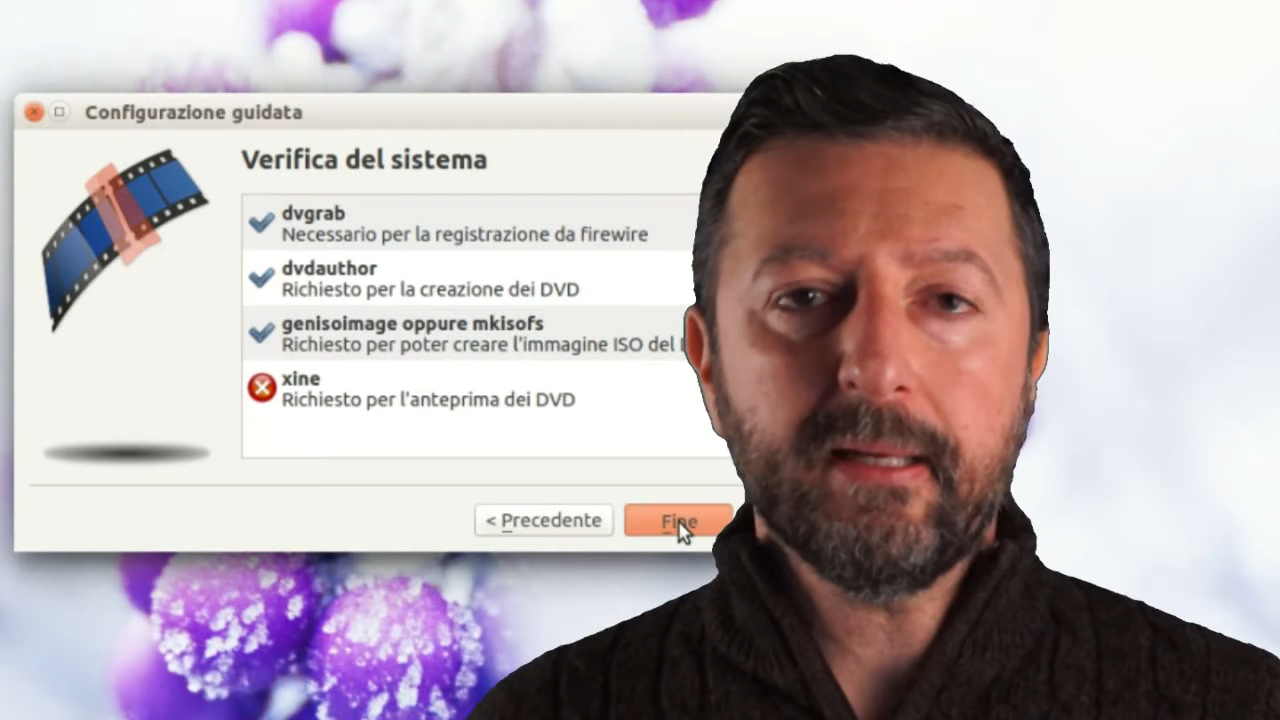 Configurazione guidata
Verifica del sistema
dvgrab
Necessario per la registrazione da firewire
dvdauthor
Richiesto per la creazione dei DVD
genisoimage oppure mkisofs
Richiesto per poter creare l'immagine ISO del
xine
Richiesto per l'anteprima dei DVD
< Precedente
Fine